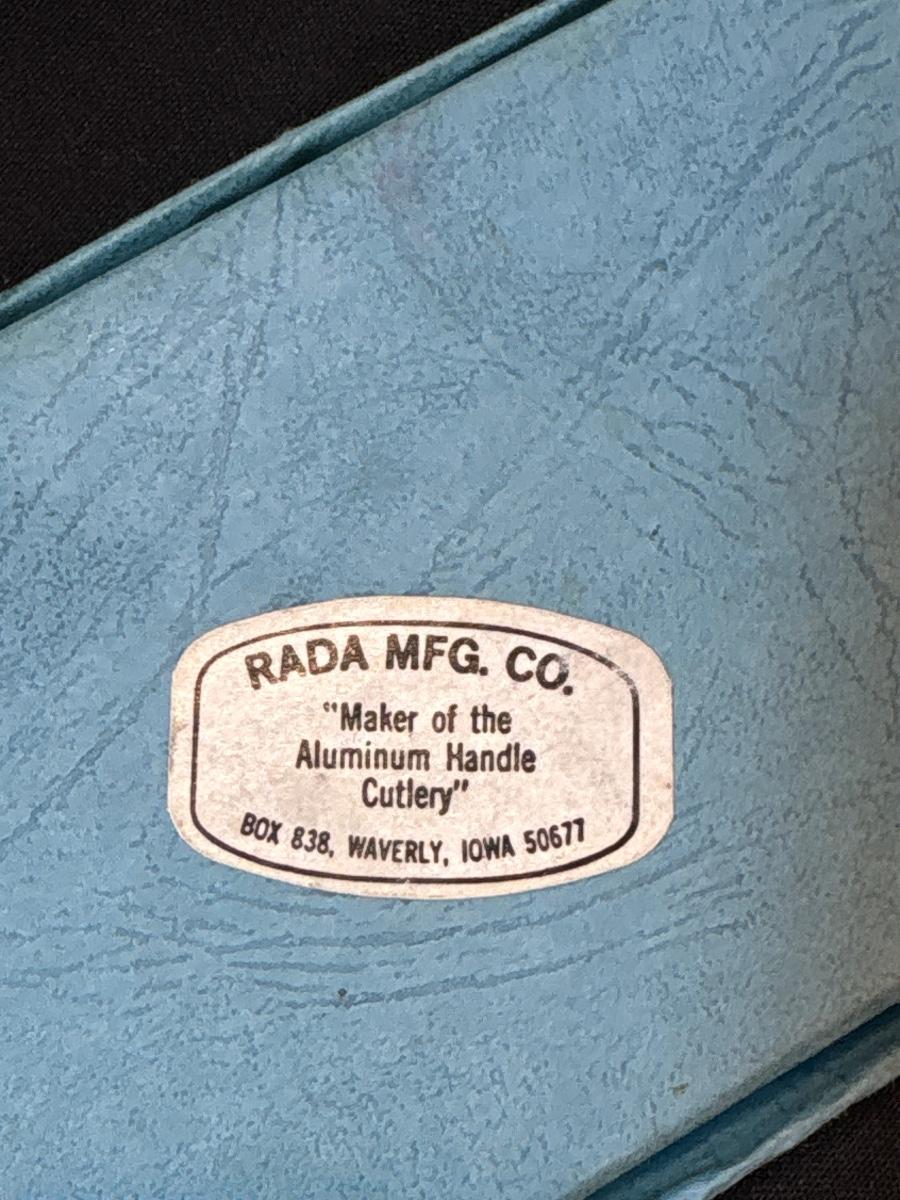 RADA MFG. CO.
"Maker of the
Aluminum Handle
Cutlery"
BOX 838, WAVERLY, IOWA 50677